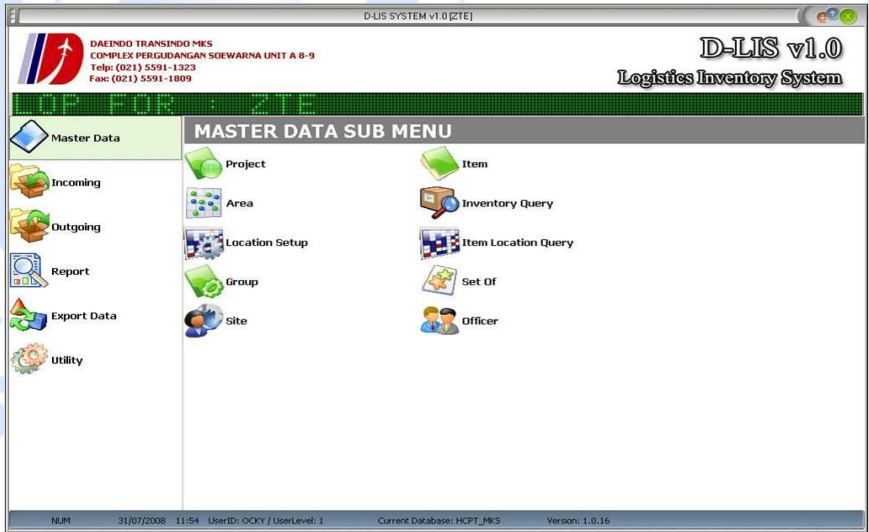 D-LIS SYSTEM v1.0 [ZTE]
DAEINDO TRANSINDO MKS
COMPLEX PERGUDANGAN SOEWARNA UNIT A 8-9
Telp: (021) 5591-1323
Fax: (021) 5591-1809
D-LIS v1.0
Logistics Inventory System
LOP FOR : ZTE
Master Data
Incoming
Outgoing
Report
Export Data
Utility
MASTER DATA SUB MENU
Project
Item
Area
Inventory Query
Location Setup
Item Location Query
Group
Set Of
Site
Officer
NUM 31/07/2008 11:54 UserID: OCKY / UserLevel: 1 Current Database: HCPT_MKS Version: 1.0.16